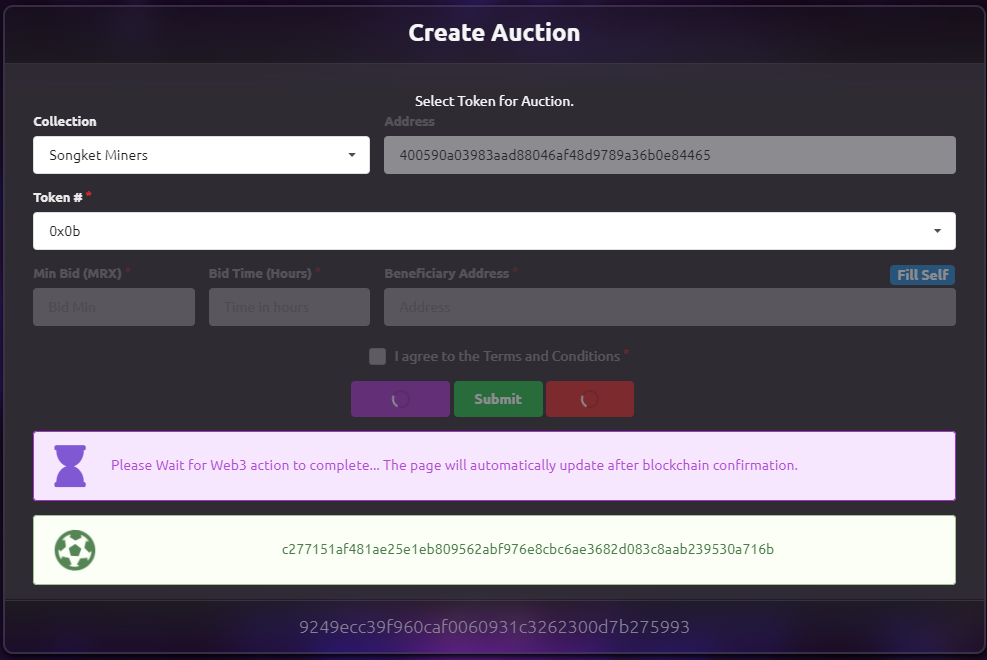 Create Auction
Select Token for Auction.
Collection
Address
Songket Miners
400590a03983aad88046af48d9789a36b0e84465
Token # *
0x0b
Min Bid (MRX) *
Bid Time (Hours) *
Beneficiary Address *
Fill Self
Bid Min
Time in hours
Address
I agree to the Terms and Conditions *
Submit
Please Wait for Web3 action to complete... The page will automatically update after blockchain confirmation.
c277151af481ae25e1eb809562abf976e8cbc6ae3682d083c8aab239530a716b
9249ecc39f960caf0060931c3262300d7b275993